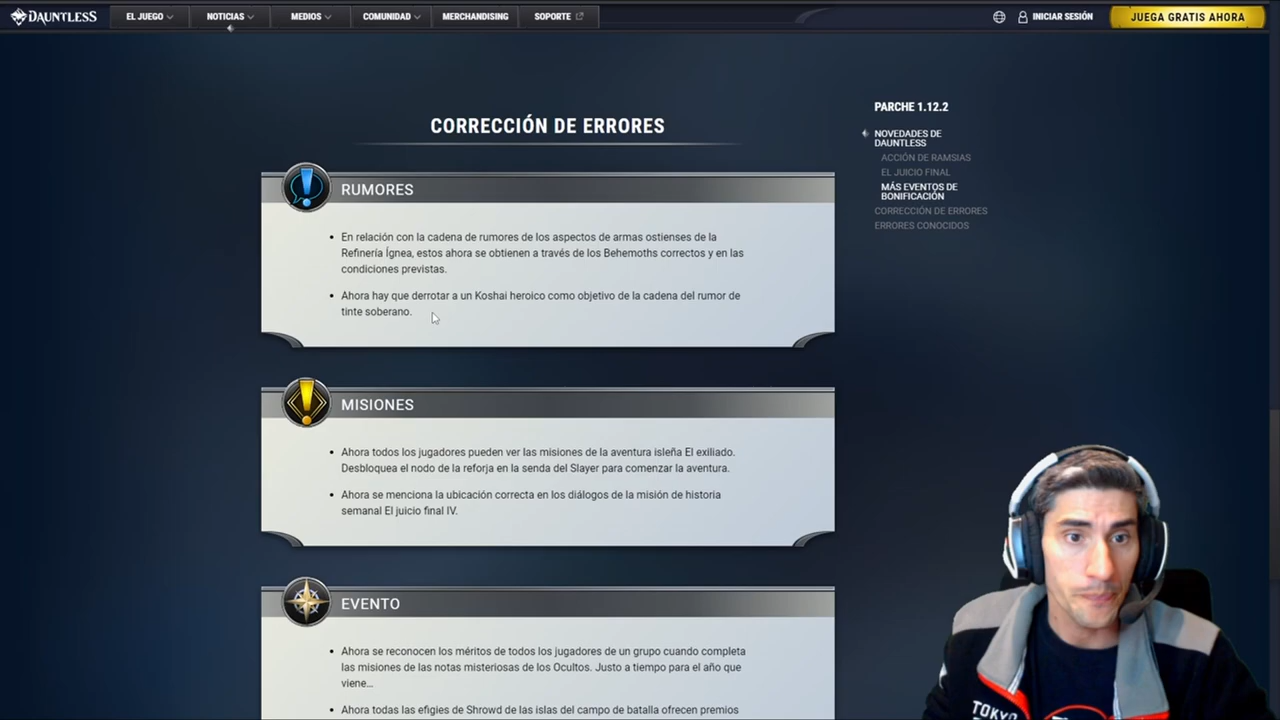 DAUNTLESS
EL JUEGO
NOTICIAS
MEDIOS
COMUNIDAD
MERCHANDISING
SOPORTE
INICIAR SESIÓN
JUEGA GRATIS AHORA
CORRECCIÓN DE ERRORES
RUMORES
• En relación con la cadena de rumores de los aspectos de armas ostienses de la
Refinería Ígnea, estos ahora se obtienen a través de los Behemoths correctos y en las
condiciones previstas.
• Ahora hay que derrotar a un Koshai heroico como objetivo de la cadena del rumor de
tinte soberano.
MISIONES
• Ahora todos los jugadores pueden ver las misiones de la aventura isleña El exiliado.
Desbloquea el nodo de la reforja en la senda del Slayer para comenzar la aventura.
• Ahora se menciona la ubicación correcta en los diálogos de la misión de historia
semanal El juicio final IV.
EVENTO
• Ahora se reconocen los méritos de todos los jugadores de un grupo cuando completa
las misiones de las notas misteriosas de los Ocultos. Justo a tiempo para el año que
viene...
• Ahora todas las efigies de Shrowd de las islas del campo de batalla ofrecen premios
PARCHE 1.12.2
NOVEDADES DE
DAUNTLESS
ACCIÓN DE RAMSIAS
EL JUICIO FINAL
MÁS EVENTOS DE
BONIFICACIÓN
CORRECCIÓN DE ERRORES
ERRORES CONOCIDOS
TOKYO